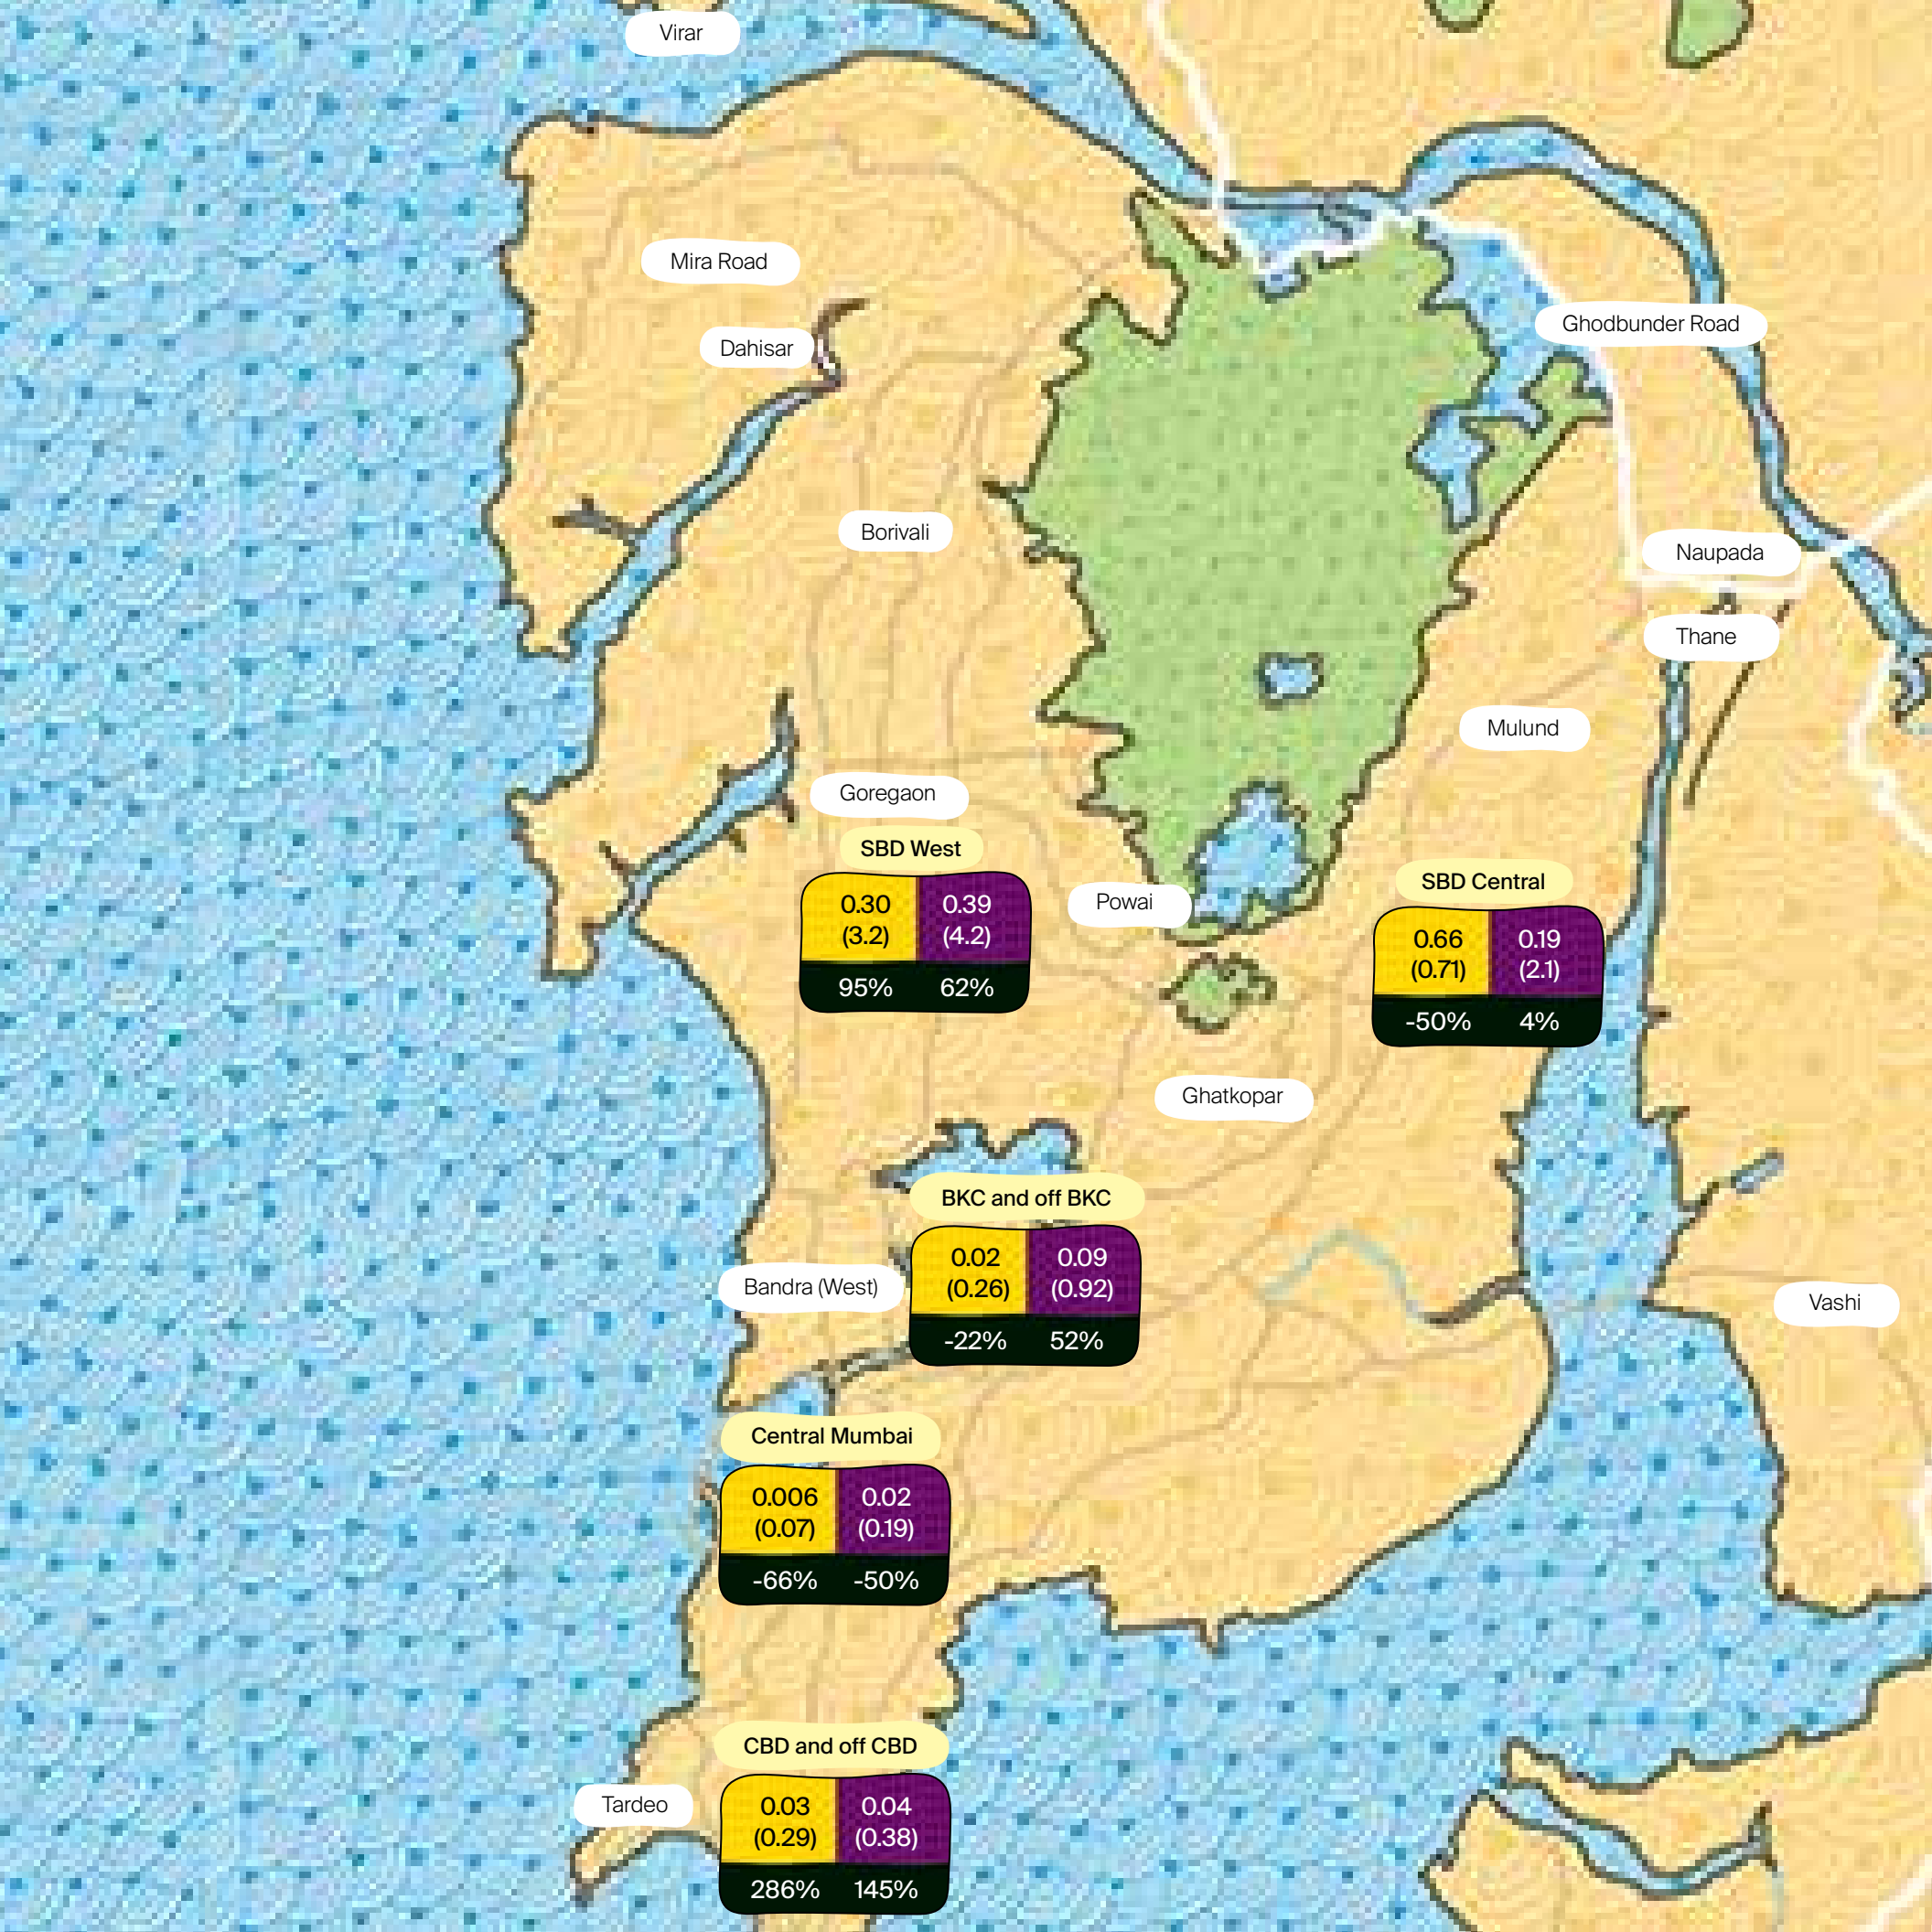 Virar
Mira Road
Ghodbunder Road
Dahisar
Borivali
Naupada
Thane
Mulund
Goregaon
SBD West
0.30 0.39
(3.2) (4.2)
95% 62%
Powai
SBD Central
0.66 0.19
(0.71) (2.1)
-50% 4%
Ghatkopar
BKC and off BKC
0.02 0.09
(0.26) (0.92)
-22% 52%
Bandra (West)
Vashi
Central Mumbai
0.006 0.02
(0.07) (0.19)
-66% -50%
CBD and off CBD
0.03 0.04
(0.29) (0.38)
286% 145%
Tardeo